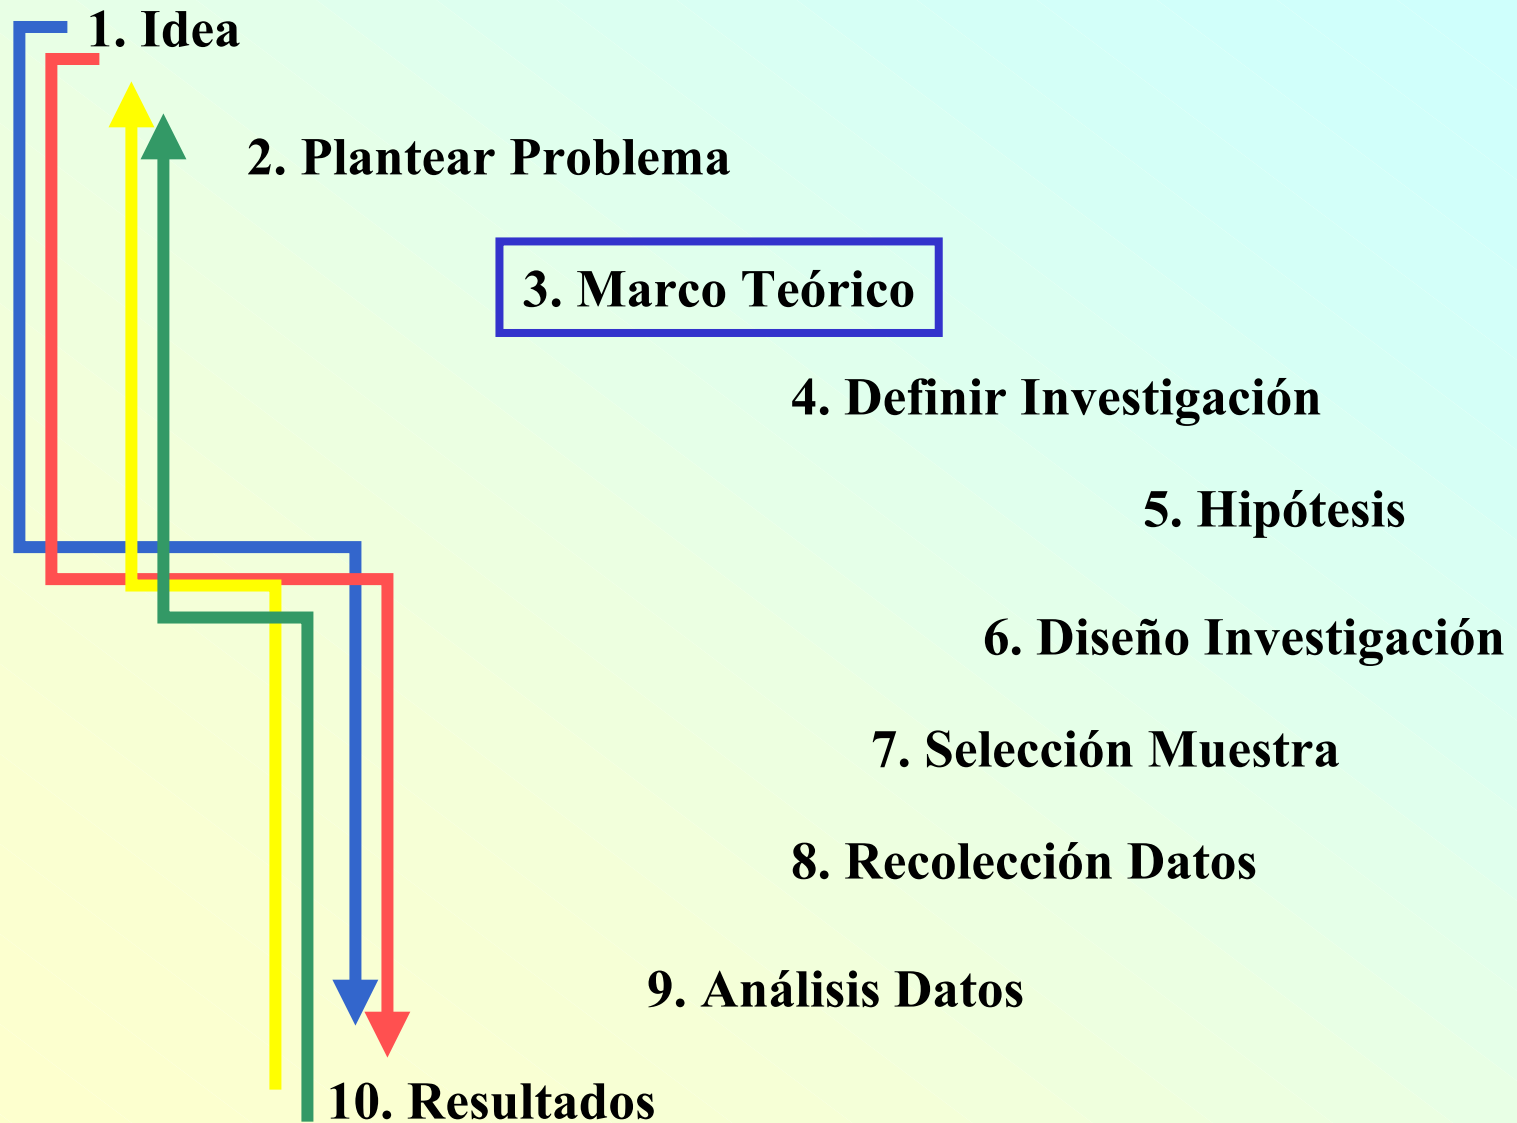 1. Idea
2. Plantear Problema
3. Marco Teórico
4. Definir Investigación
5. Hipótesis
6. Diseño Investigación
7. Selección Muestra
8. Recolección Datos
9. Análisis Datos
10. Resultados